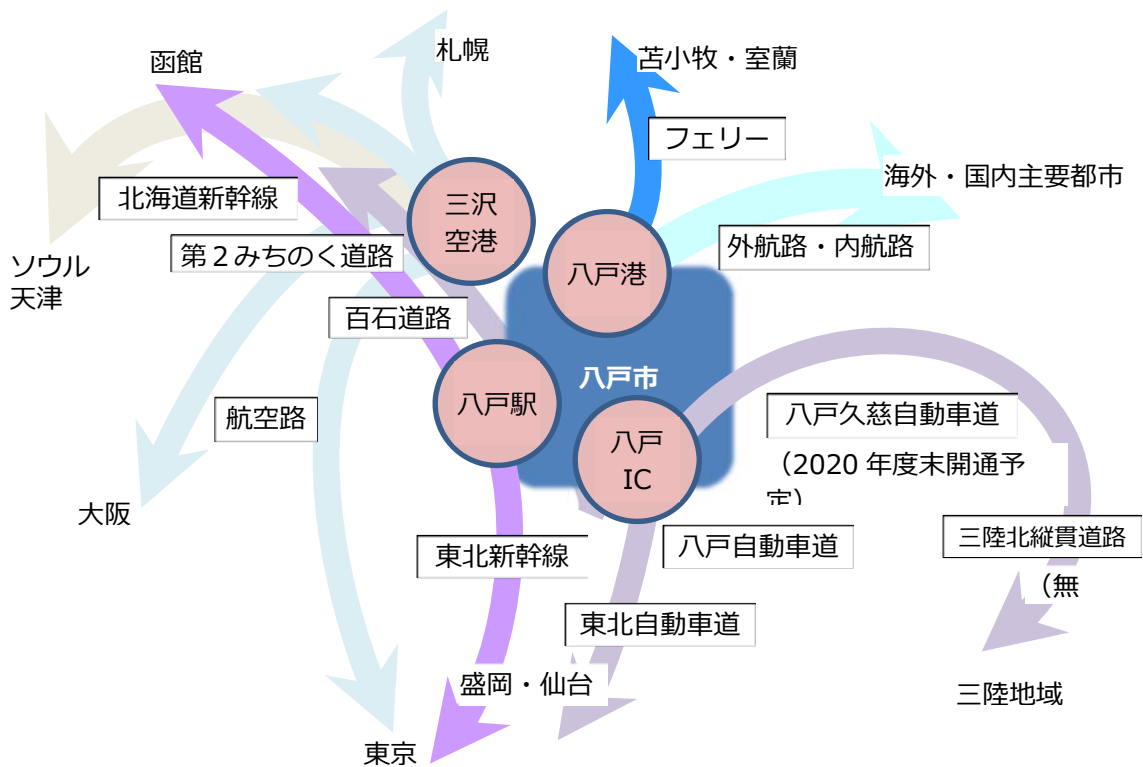 札幌
函館
苫小牧・室蘭
フェリー
海外・国内主要都市
北海道新幹線
三沢
空港
第２みちのく道路
外航路・内航路
ソウル
天津
八戸港
百石道路
八戸市
八戸駅
航空路
八戸久慈自動車道
八戸
IC
（2020 年度末開通予
定）
大阪
三陸北縦貫道路
八戸自動車道
東北新幹線
（無
東北自動車道
盛岡・仙台
三陸地域
東京